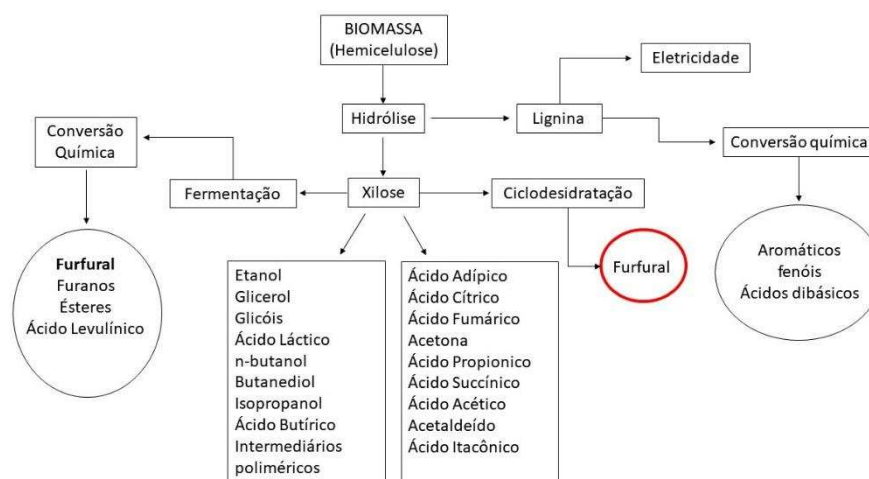 BIOMASSA
(Hemicelulose)
Eletricidade
Hidrólise
Lignina
Conversão
Química
Conversão química
Fermentação
Xilose
Ciclodesidratação
Furfural
Furanos
Ésteres
Ácido Levulínico
Etanol
Glicerol
Glicóis
Ácido Láctico
n-butanol
Butanediol
Isopropanol
Ácido Butírico
Intermediários
poliméricos
Ácido Adípico
Ácido Cítrico
Ácido Fumárico
Acetona
Ácido Propionico
Ácido Succínico
Ácido Acético
Acetaldeído
Ácido Itacônico
Furfural
Aromáticos
fenóis
Ácidos dibásicos